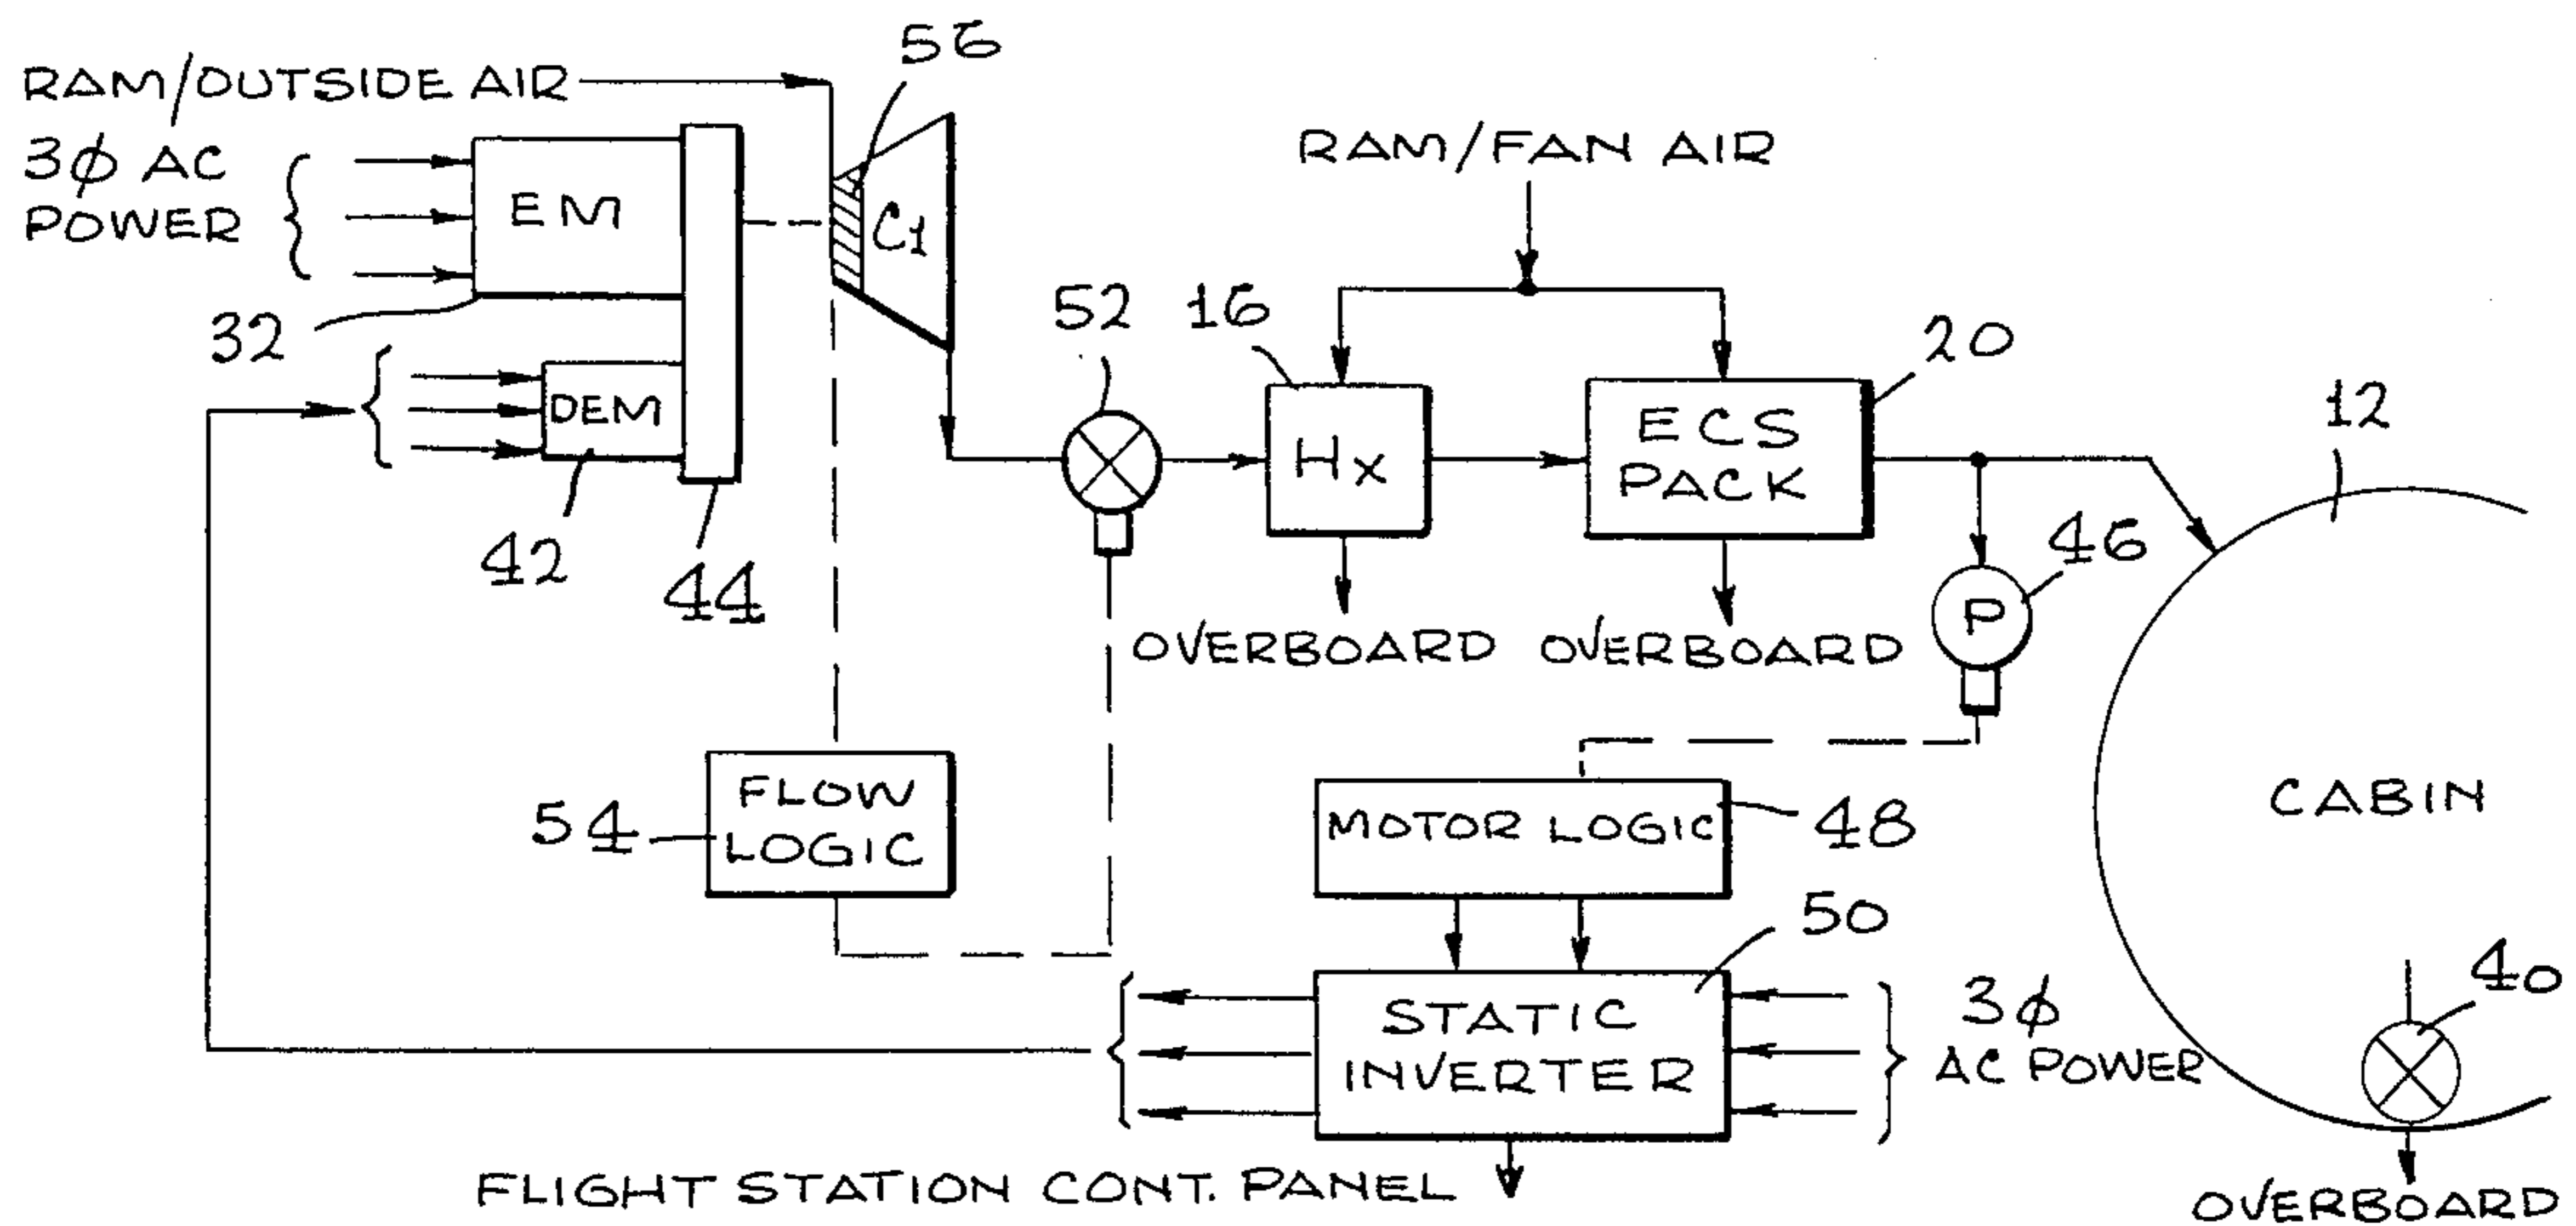 56
RAM/OUTSIDE AIR
3ϕ AC
POWER
EM
C1
RAM/FAN AIR
32
52
16
20
12
DEM
Hx
ECS
PACK
42
44
46
P
OVERBOARD
OVERBOARD
FLOW
LOGIC
54
MOTOR LOGIC
48
CABIN
50
40
STATIC
INVERTER
3ϕ
AC POWER
FLIGHT STATION CONT. PANEL
OVERBOARD